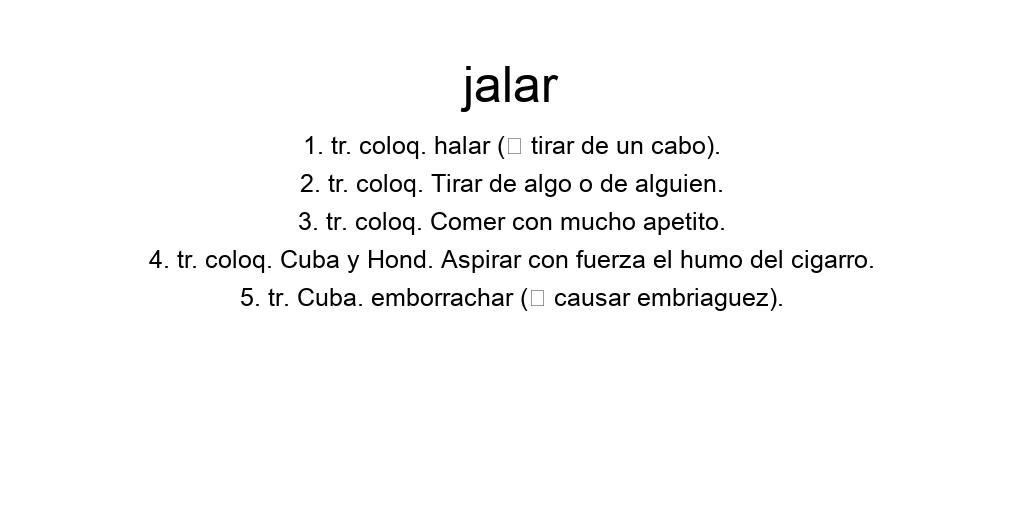 jalar
1. tr. coloq. halar (□ tirar de un cabo).
2. tr. coloq. Tirar de algo o de alguien.
3. tr. coloq. Comer con mucho apetito.
4. tr. coloq. Cuba y Hond. Aspirar con fuerza el humo del cigarro.
5. tr. Cuba. emborrachar (□ causar embriaguez).